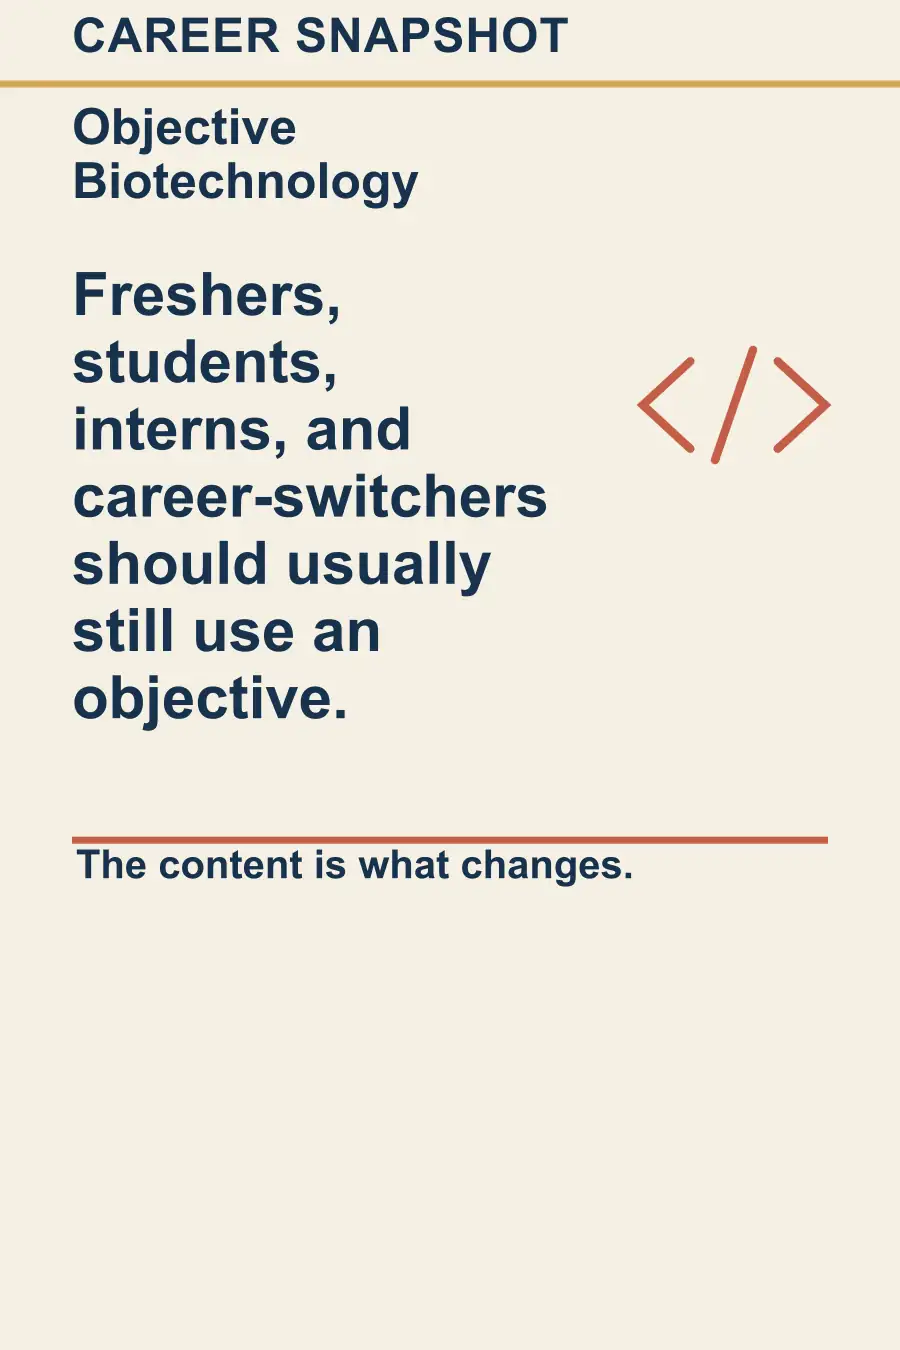 CAREER SNAPSHOT
Objective
Biotechnology
Freshers,
students,
interns, and
career-switchers
should usually
still use an
objective.
The content is what changes.